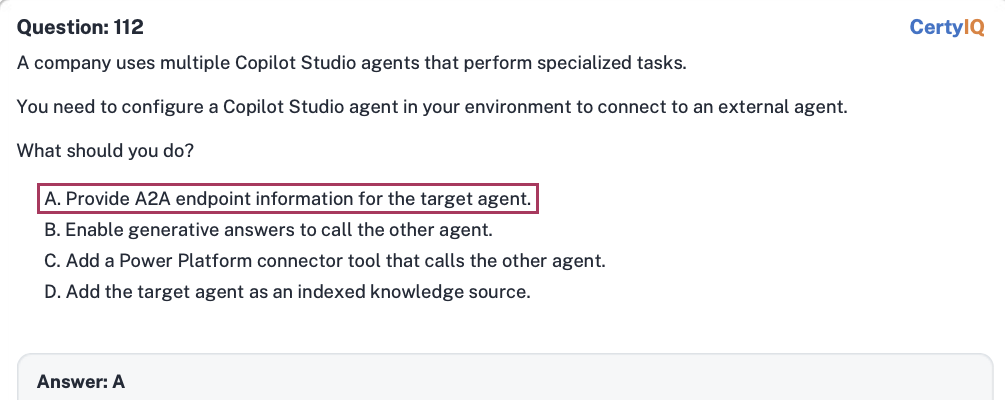 Question: 112
CertyIQ
A company uses multiple Copilot Studio agents that perform specialized tasks.
You need to configure a Copilot Studio agent in your environment to connect to an external agent.
What should you do?
A. Provide A2A endpoint information for the target agent.
B. Enable generative answers to call the other agent.
C. Add a Power Platform connector tool that calls the other agent.
D. Add the target agent as an indexed knowledge source.
Answer: A